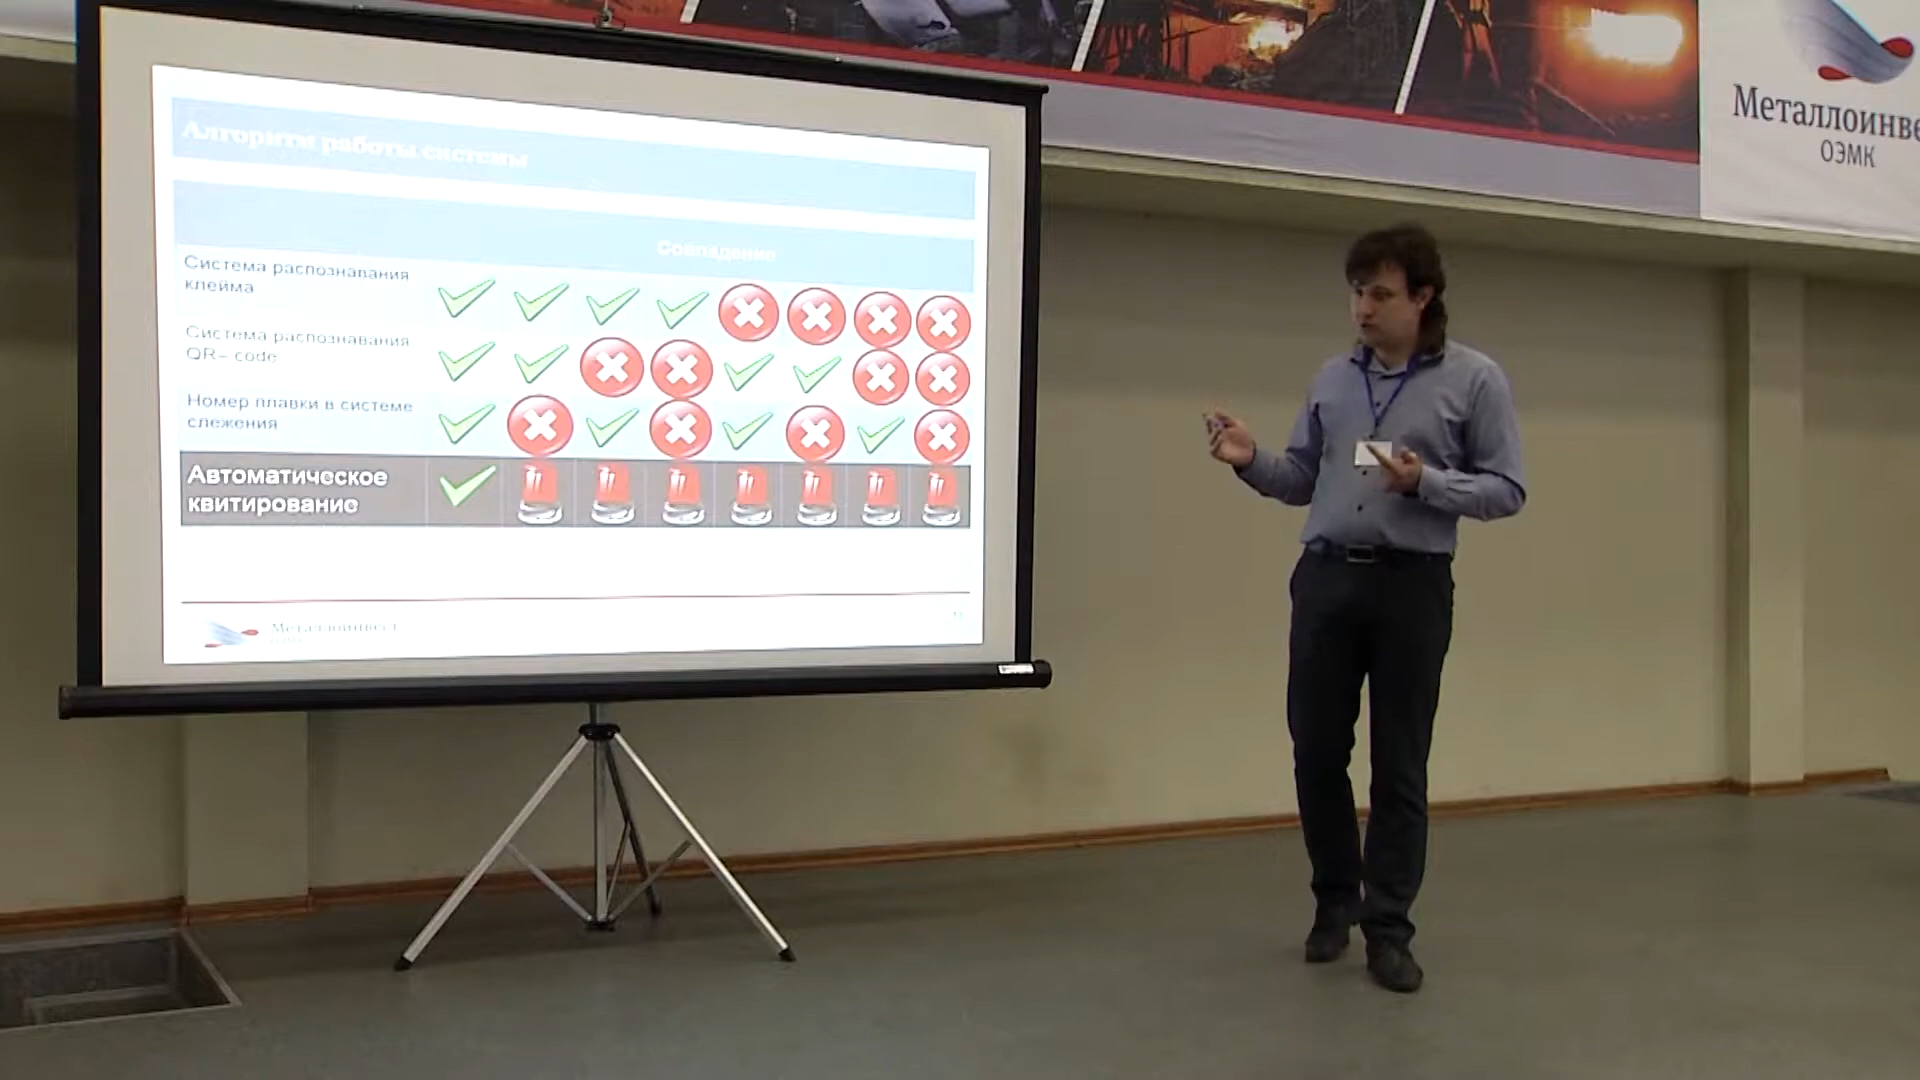 Алгоритм работы системы
Совпадение
Система распознавания
клейма
Система распознавания
QR– code
Номер плавки в системе
слежения
Автоматическое
квитирование
Металлоинвест
Металлоинве
ОЭМК